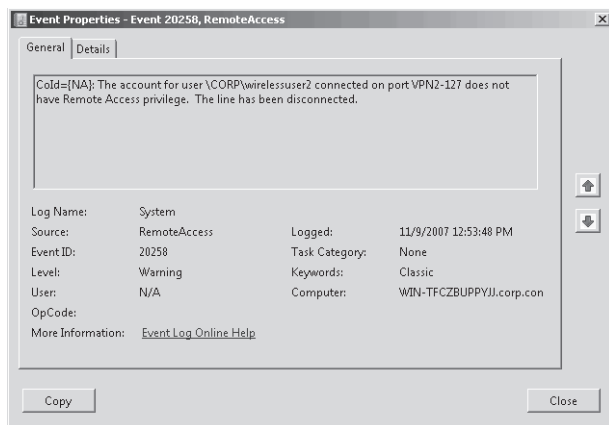 Event Properties - Event 20258, RemoteAccess
General
Details
CoId={NA}: The account for user \CORP\wirelessuser2 connected on port VPN2-127 does not
have Remote Access privilege. The line has been disconnected.
Log Name: System
Source: RemoteAccess Logged: 11/9/2007 12:53:48 PM
Event ID: 20258 Task Category: None
Level: Warning Keywords: Classic
User: N/A Computer: WIN-TFCZBUPPYJJ.corp.con
OpCode:
More Information: Event Log Online Help
Copy
Close